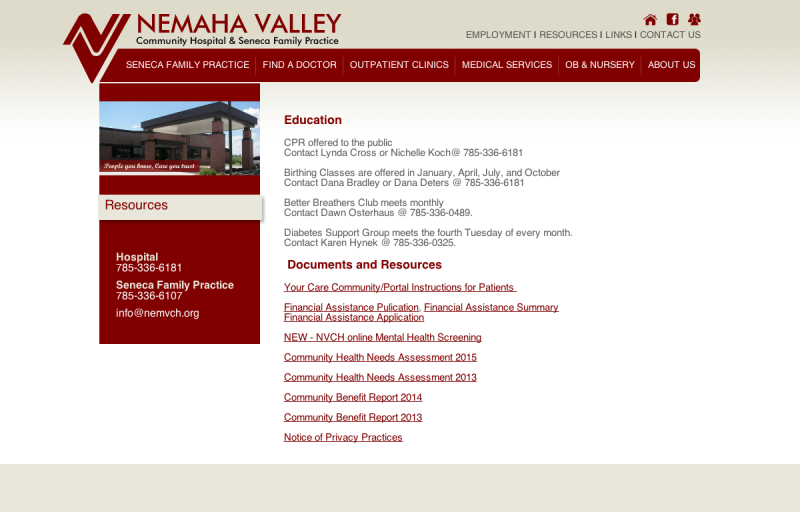 NEMAHA VALLEY
Community Hospital & Seneca Family Practice
EMPLOYMENT I RESOURCES I LINKS I CONTACT US
SENECA FAMILY PRACTICE FIND A DOCTOR OUTPATIENT CLINICS MEDICAL SERVICES OB & NURSERY ABOUT US
People you know, Care you trust
Resources
Hospital
785-336-6181
Seneca Family Practice
785-336-6107
info@nemvch.org
Education
CPR offered to the public
Contact Lynda Cross or Nichelle Koch@ 785-336-6181
Birthing Classes are offered in January, April, July, and October
Contact Dana Bradley or Dana Deters @ 785-336-6181
Better Breathers Club meets monthly
Contact Dawn Osterhaus @ 785-336-0489.
Diabetes Support Group meets the fourth Tuesday of every month.
Contact Karen Hynek @ 785-336-0325.
Documents and Resources
Your Care Community/Portal Instructions for Patients
Financial Assistance Pulication, Financial Assistance Summary
Financial Assistance Application
NEW - NVCH online Mental Health Screening
Community Health Needs Assessment 2015
Community Health Needs Assessment 2013
Community Benefit Report 2014
Community Benefit Report 2013
Notice of Privacy Practices